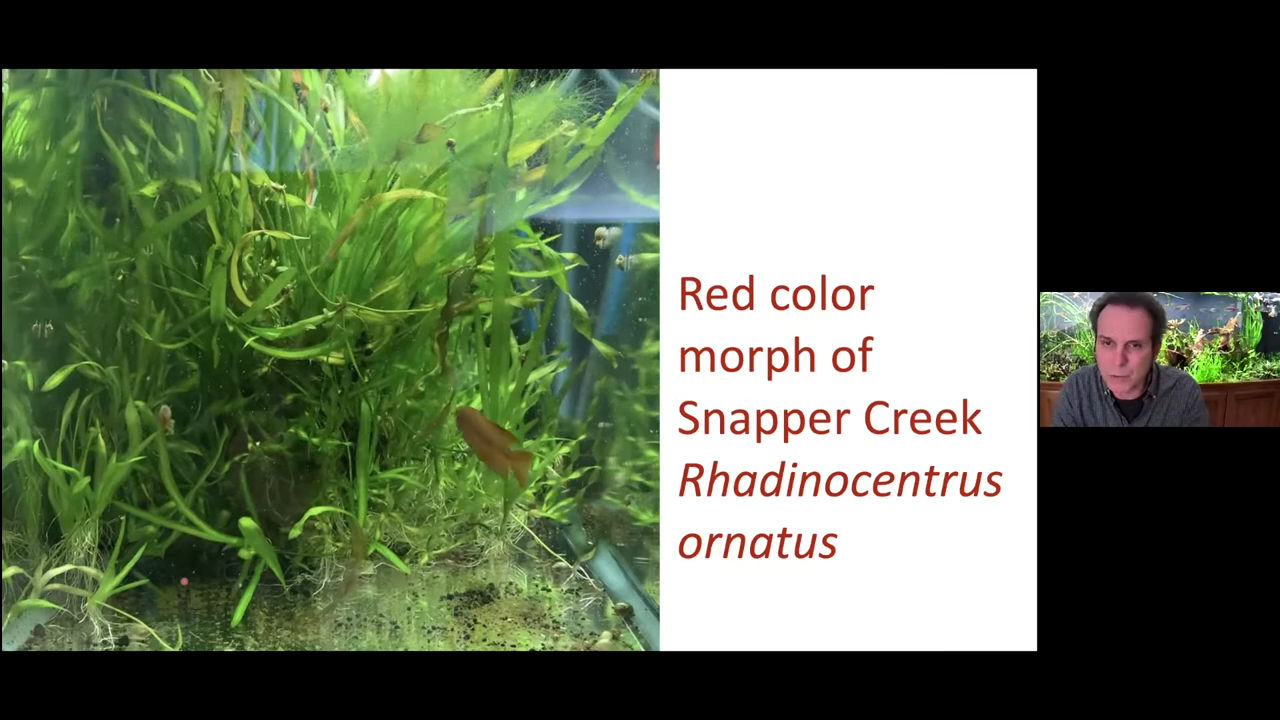 Red color
morph of
Snapper Creek
Rhadinocentrus
ornatus